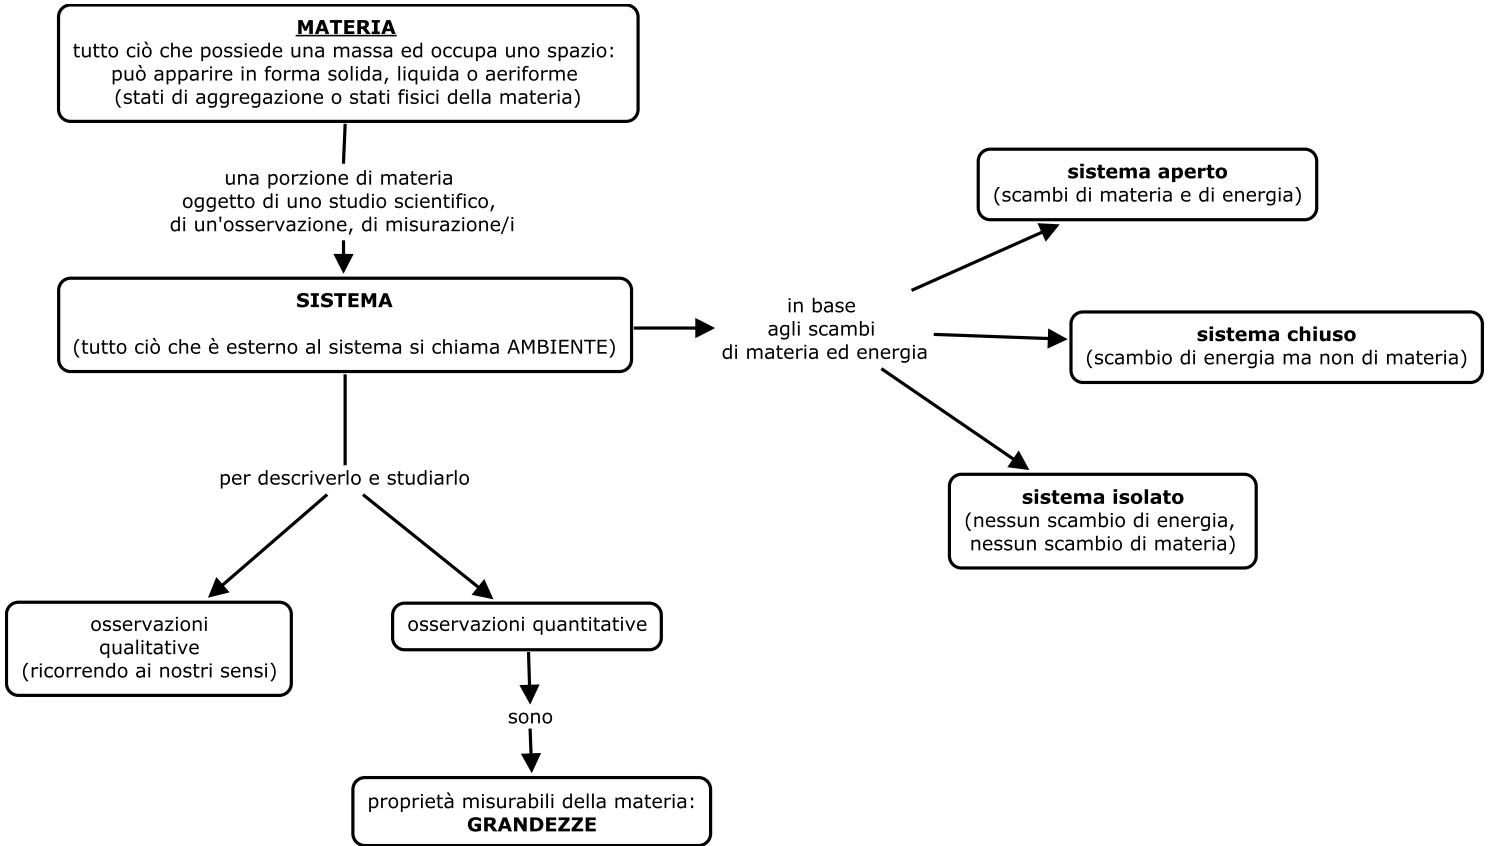 MATERIA
tutto ciò che possiede una massa ed occupa uno spazio:
può apparire in forma solida, liquida o aeriforme
(stati di aggregazione o stati fisici della materia)
una porzione di materia
oggetto di uno studio scientifico,
di un'osservazione, di misurazione/i
SISTEMA
(tutto ciò che è esterno al sistema si chiama AMBIENTE)
in base
agli scambi
di materia ed energia
sistema aperto
(scambi di materia e di energia)
sistema chiuso
(scambio di energia ma non di materia)
sistema isolato
(nessun scambio di energia,
nessun scambio di materia)
per descriverlo e studiarlo
osservazioni
qualitative
(ricorrendo ai nostri sensi)
osservazioni quantitative
sono
proprietà misurabili della materia:
GRANDEZZE